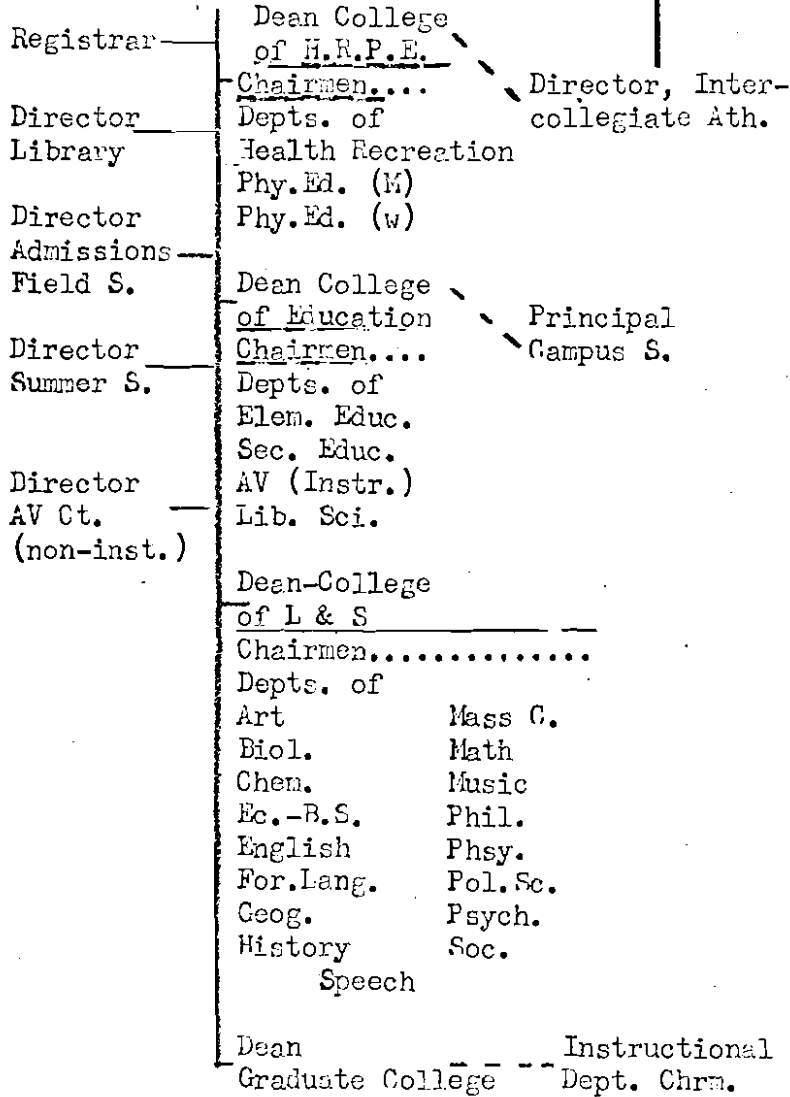 Registrar
Director
Library
Director
Admissions
Field S.
Director
Summer S.
Director
AV Ct.
(non-inst.)
Dean College
of H.R.P.E.
Chairmen....
Depts. of
Health Recreation
Phy.Ed. (M)
Phy.Ed. (w)
Director, Inter-
collegiate Ath.
Dean College
of Education
Chairmen....
Depts. of
Elem. Educ.
Sec. Educ.
AV (Instr.)
Lib. Sci.
Principal
Campus S.
Dean-College
of L & S
Chairmen..............
Depts. of
Art Mass C.
Biol. Math
Chem. Music
Ec.-B.S. Phil.
English Phsy.
For.Lang. Pol.Sc.
Geog. Psych.
History Soc.
Speech
Dean
Graduate College
Instructional
Dept. Chrm.